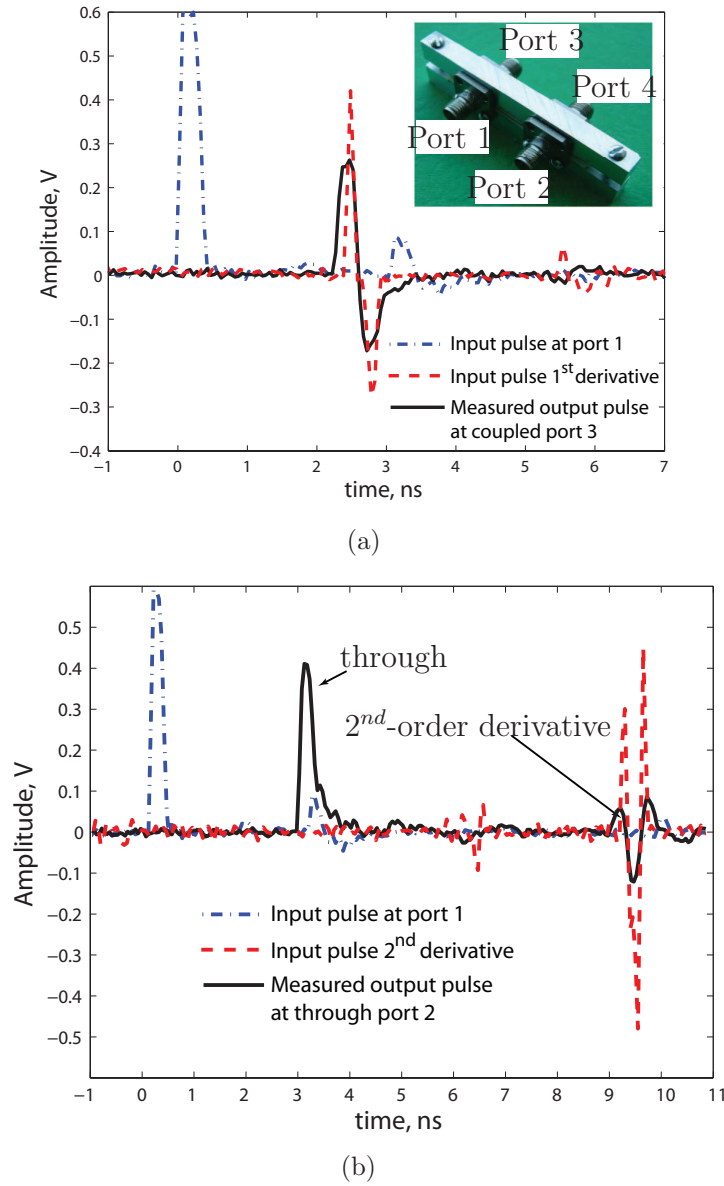 0.6
0.5
0.4
0.3
0.2
0.1
0
−0.1
−0.2
−0.3
−0.4
Amplitude, V
Port 3
Port 4
Port 1
Port 2
Input pulse at port 1
Input pulse 1st derivative
Measured output pulse
at coupled port 3
−1 0 1 2 3 4 5 6 7
time, ns
(a)
0.5
0.4
0.3
0.2
0.1
0
−0.1
−0.2
−0.3
−0.4
−0.5
Amplitude, V
through
2nd-order derivative
Input pulse at port 1
Input pulse 2nd derivative
Measured output pulse
at through port 2
−1 0 1 2 3 4 5 6 7 8 9 10 11
time, ns
(b)